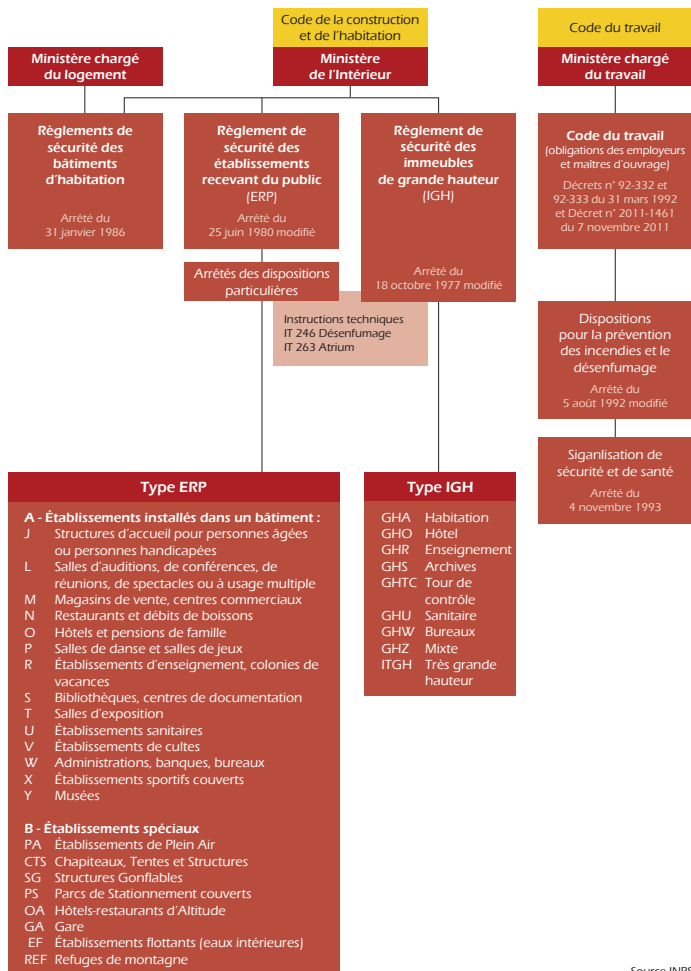 Code de la construction
et de l'habitation
Code du travail
Ministère chargé
du logement
Ministère
de l'Intérieur
Ministère chargé
du travail
Règlements de
sécurité des
bâtiments
d'habitation
Arrêté du
31 janvier 1986
Règlement de
sécurité des
établissements
recevant du public
(ERP)
Arrêté du
25 juin 1980 modifié
Règlement de
sécurité des
immeubles
de grande hauteur
(IGH)
Arrêté du
18 octobre 1977 modifié
Code du travail
(obligations des employeurs
et maîtres d'ouvrage)
Décrets n° 92-332 et
92-333 du 31 mars 1992
et Décret n° 2011-1461
du 7 novembre 2011
Arrêtés des dispositions
particulières
Instructions techniques
IT 246 Désenfumage
IT 263 Atrium
Dispositions
pour la prévention
des incendies et le
désenfumage
Arrêté du
5 août 1992 modifié
Siganlisation de
sécurité et de santé
Arrêté du
4 novembre 1993
Type ERP
A - Établissements installés dans un bâtiment :
J Structures d'accueil pour personnes âgées
ou personnes handicapées
L Salles d'auditions, de conférences, de
réunions, de spectacles ou à usage multiple
M Magasins de vente, centres commerciaux
N Restaurants et débits de boissons
O Hôtels et pensions de famille
P Salles de danse et salles de jeux
R Établissements d'enseignement, colonies de
vacances
S Bibliothèques, centres de documentation
T Salles d'exposition
U Établissements sanitaires
V Établissements de cultes
W Administrations, banques, bureaux
X Établissements sportifs couverts
Y Musées
B - Établissements spéciaux
PA Établissements de Plein Air
CTS Chapiteaux, Tentes et Structures
SG Structures Gonflables
PS Parcs de Stationnement couverts
OA Hôtels-restaurants d'Altitude
GA Gare
EF Établissements flottants (eaux intérieures)
REF Refuges de montagne
Type IGH
GHA Habitation
GHO Hôtel
GHR Enseignement
GHS Archives
GHTC Tour de
contrôle
GHU Sanitaire
GHW Bureaux
GHZ Mixte
ITGH Très grande
hauteur
Source INRS